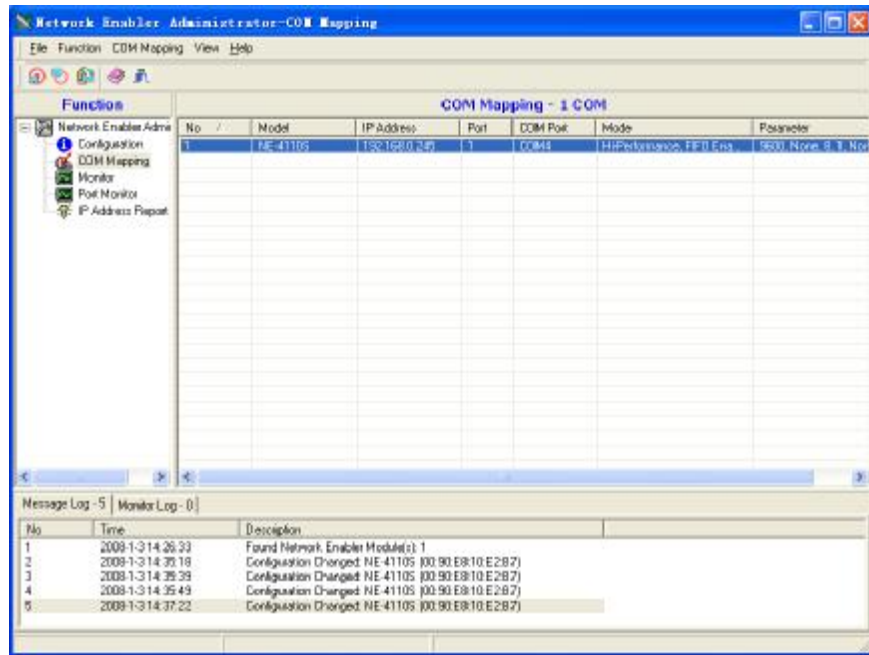 Network Enabler Administrator-COM Mapping
File Function COM Mapping View Help
Function
COM Mapping - 1 COM
Network Enabler Admi
Configuration
COM Mapping
Monitor
Port Monitor
IP Address Report
No / Model IP Address Port COM Port Mode Parameter
1 NE-4110S 192.168.0.245 1 COM4 Hi-Performance, FIFO Ena... 9600, None, 8, 1, Non
Message Log - 5 Monitor Log - 0
No Time Description
1 2008-1-3 14:26:33 Found Network Enabler Module(s): 1
2 2008-1-3 14:35:18 Configuration Changed: NE-4110S (00:90:E8:10:E2:B7)
3 2008-1-3 14:35:39 Configuration Changed: NE-4110S (00:90:E8:10:E2:B7)
4 2008-1-3 14:35:49 Configuration Changed: NE-4110S (00:90:E8:10:E2:B7)
5 2008-1-3 14:37:22 Configuration Changed: NE-4110S (00:90:E8:10:E2:B7)